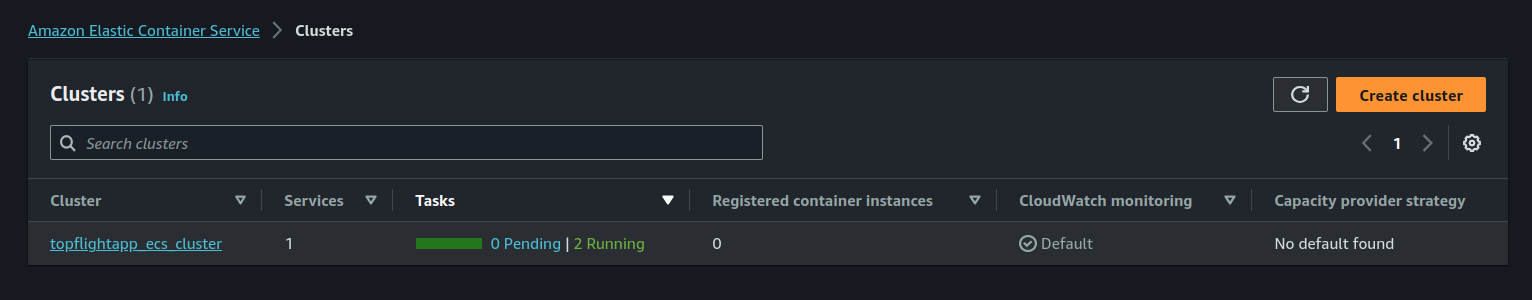 Amazon Elastic Container Service > Clusters
Clusters (1) Info
Create cluster
Search clusters
1
Cluster Services Tasks Registered container instances CloudWatch monitoring Capacity provider strategy
topflightapp_ecs_cluster 1 0 Pending | 2 Running 0 Default No default found